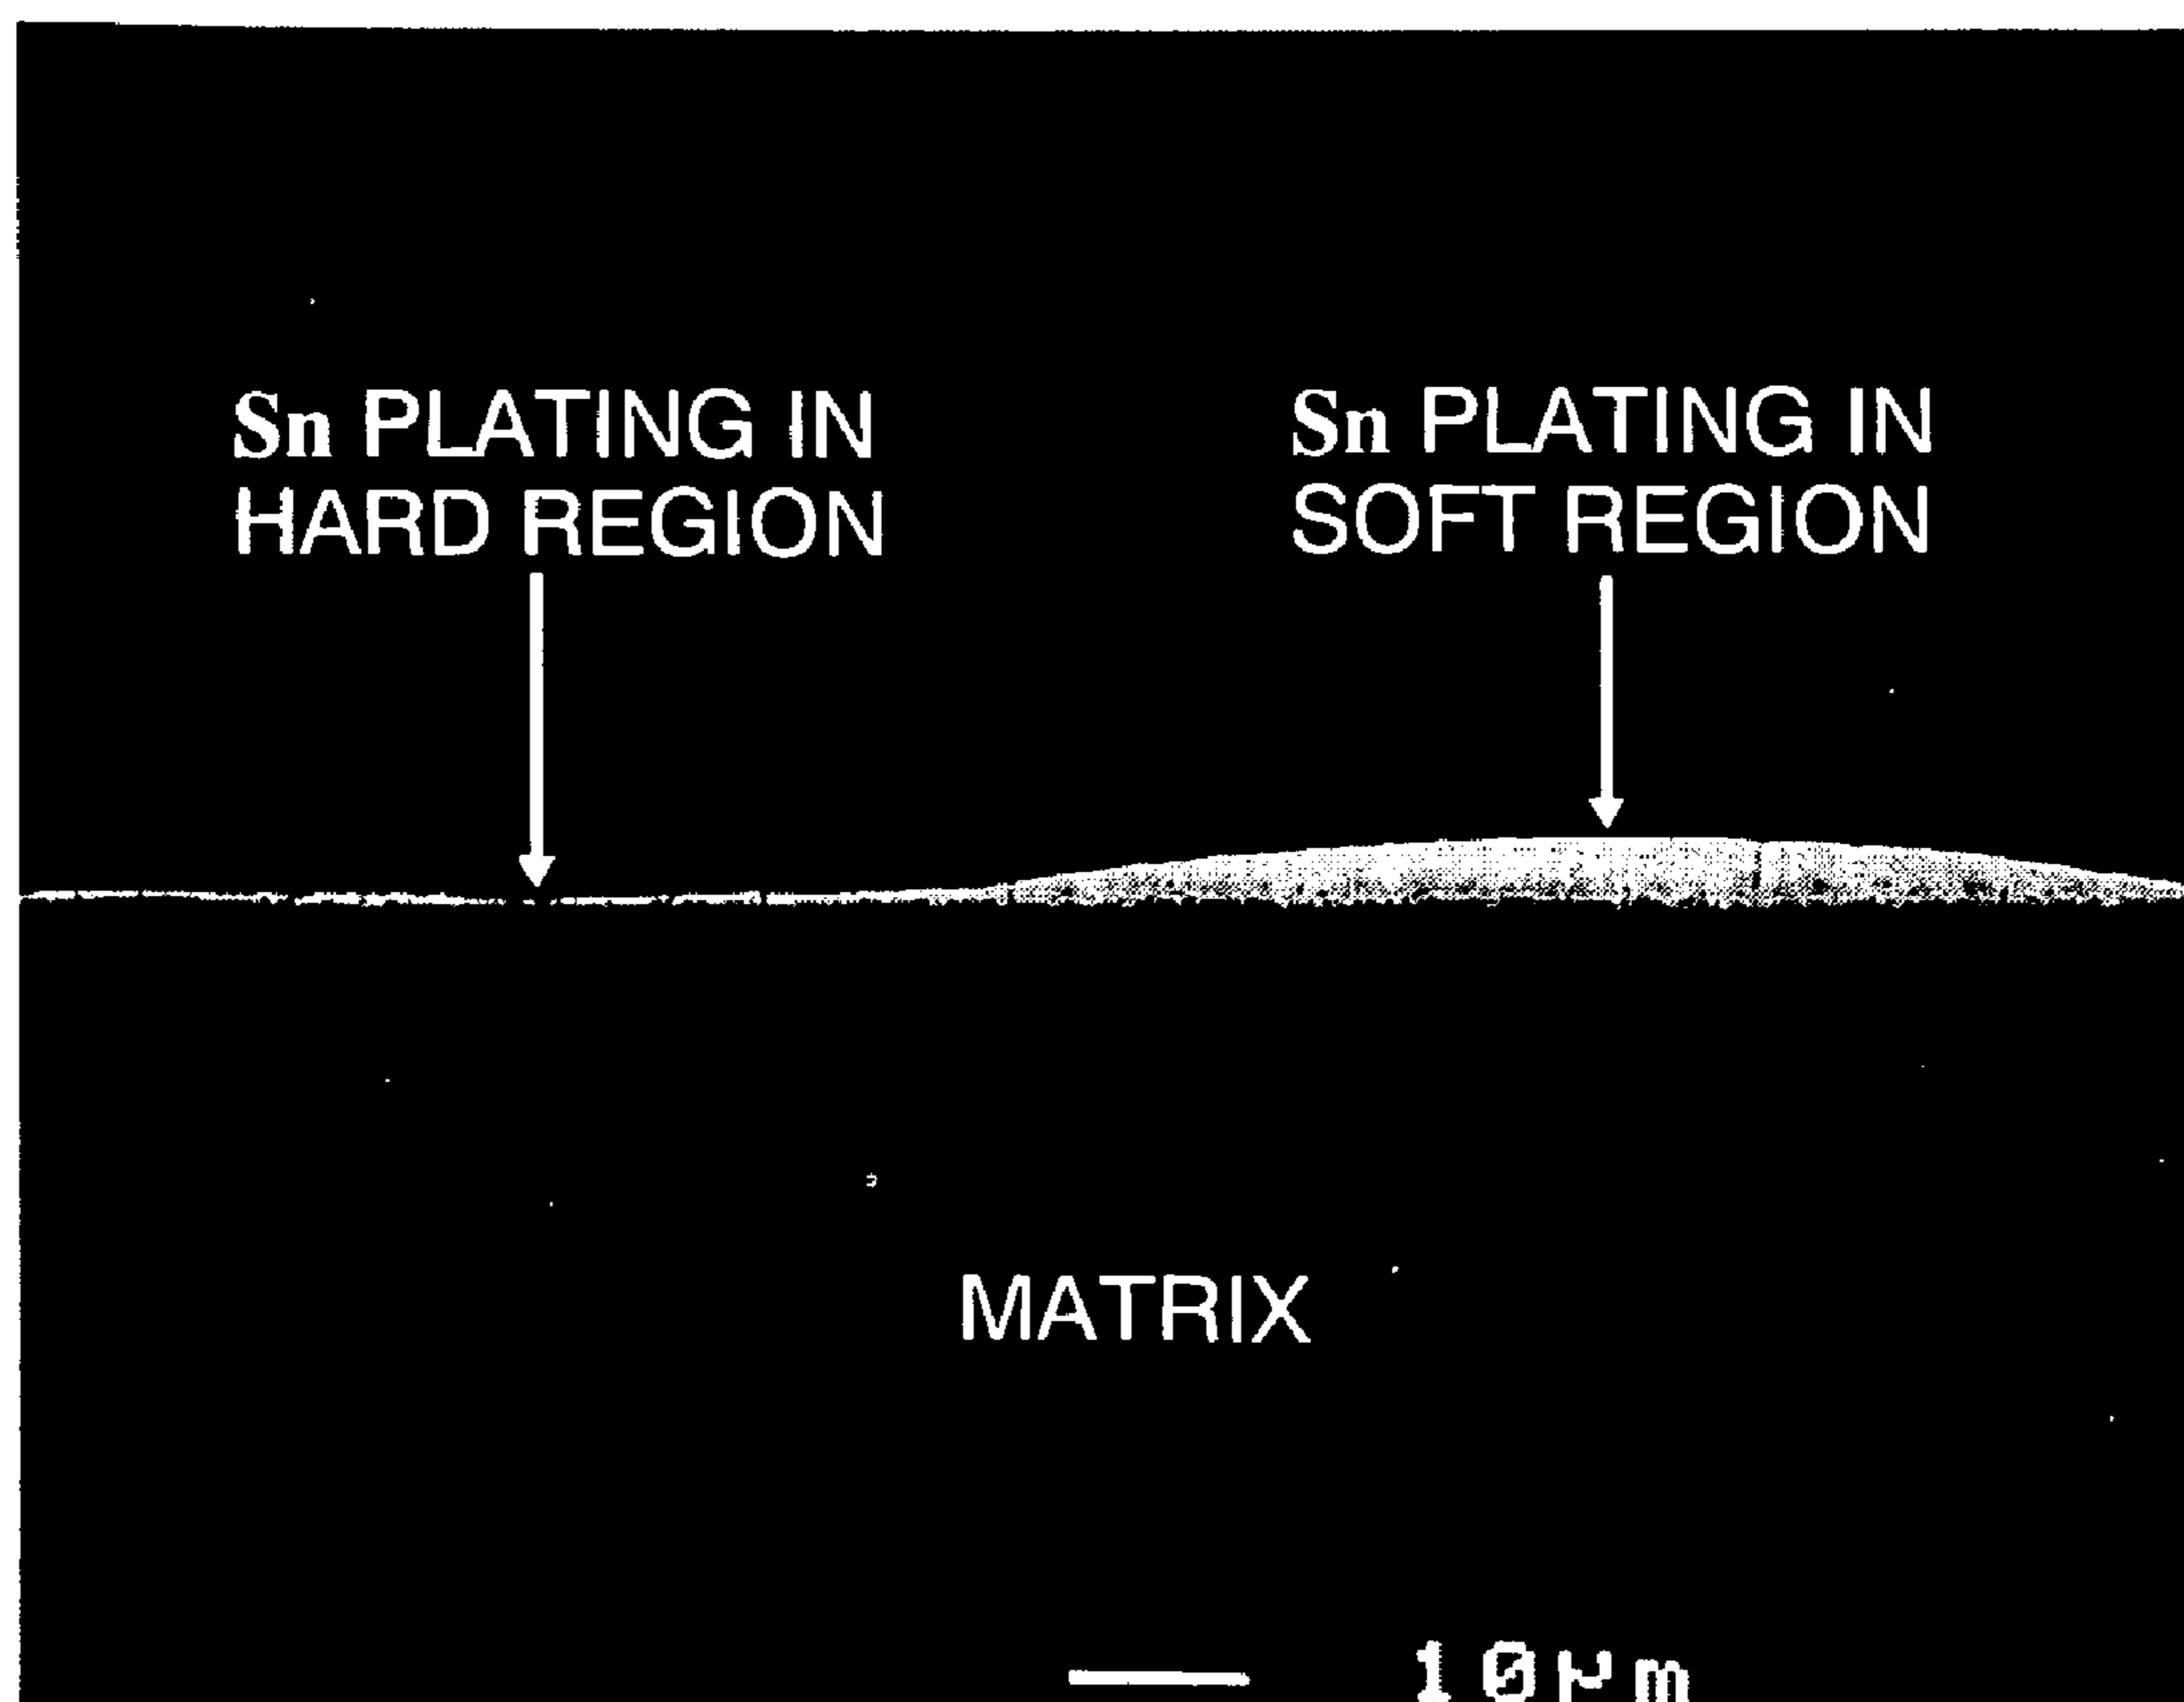 Sn PLATING IN
HARD REGION
Sn PLATING IN
SOFT REGION
MATRIX
10μm